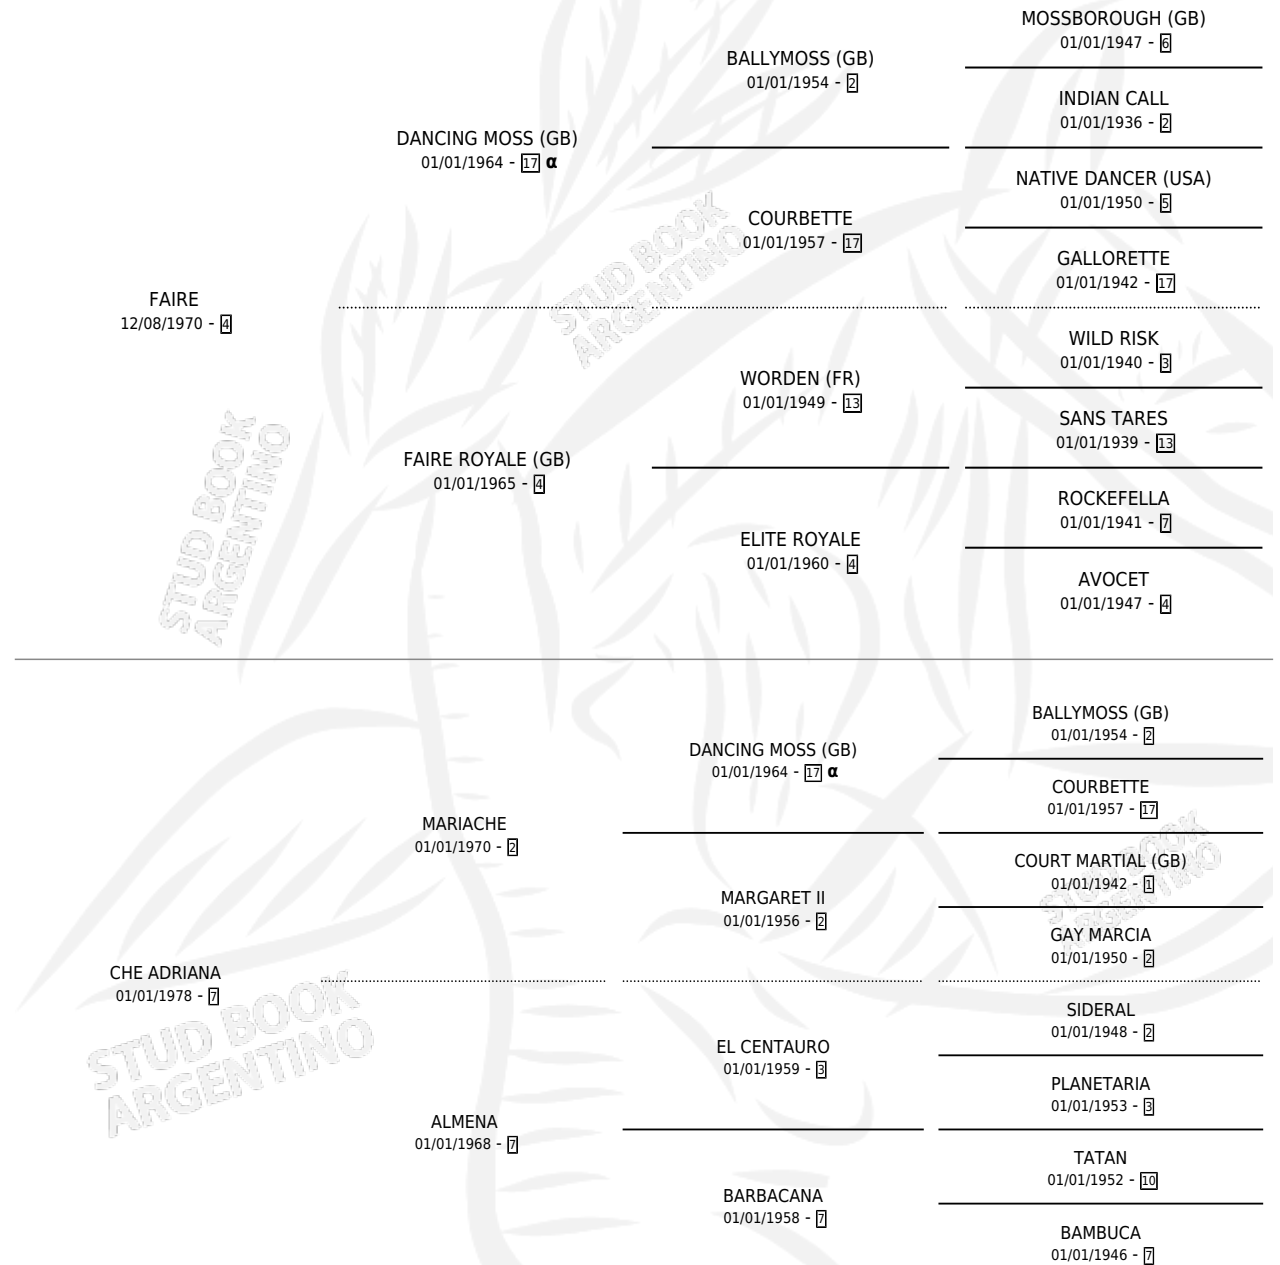 FAIRE
12/08/1970 - 4
DANCING MOSS (GB)
01/01/1964 - 17 α
BALLYMOSS (GB)
01/01/1954 - 2
MOSSBOROUGH (GB)
01/01/1947 - 6
INDIAN CALL
01/01/1936 - 2
COURBETTE
01/01/1957 - 17
NATIVE DANCER (USA)
01/01/1950 - 5
GALLORETTE
01/01/1942 - 17
FAIRE ROYALE (GB)
01/01/1965 - 4
WORDEN (FR)
01/01/1949 - 13
WILD RISK
01/01/1940 - 3
SANS TARES
01/01/1939 - 13
ELITE ROYALE
01/01/1960 - 4
ROCKEFELLA
01/01/1941 - 7
AVOCET
01/01/1947 - 4
CHE ADRIANA
01/01/1978 - 7
MARIACHE
01/01/1970 - 2
DANCING MOSS (GB)
01/01/1964 - 17 α
BALLYMOSS (GB)
01/01/1954 - 2
COURBETTE
01/01/1957 - 17
MARGARET II
01/01/1956 - 2
COURT MARTIAL (GB)
01/01/1942 - 1
GAY MARCIA
01/01/1950 - 2
ALMENA
01/01/1968 - 7
EL CENTAURO
01/01/1959 - 3
SIDERAL
01/01/1948 - 2
PLANETARIA
01/01/1953 - 3
BARBACANA
01/01/1958 - 7
TATAN
01/01/1952 - 10
BAMBUCA
01/01/1946 - 7
STUD BOOK
ARGENTINO
STUD BOOK
ARGENTINO
STUD BOOK
ARGENTINO
STUD BOOK
ARGENTINO